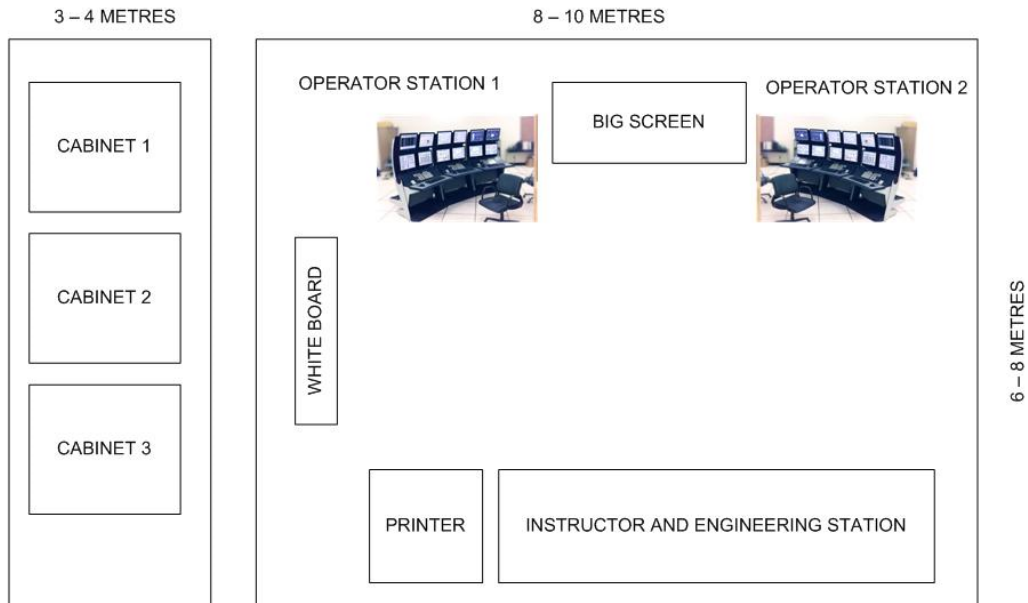 3 – 4 METRES
8 – 10 METRES
OPERATOR STATION 1
OPERATOR STATION 2
BIG SCREEN
CABINET 1
CABINET 2
CABINET 3
WHITE BOARD
6 – 8 METRES
PRINTER
INSTRUCTOR AND ENGINEERING STATION